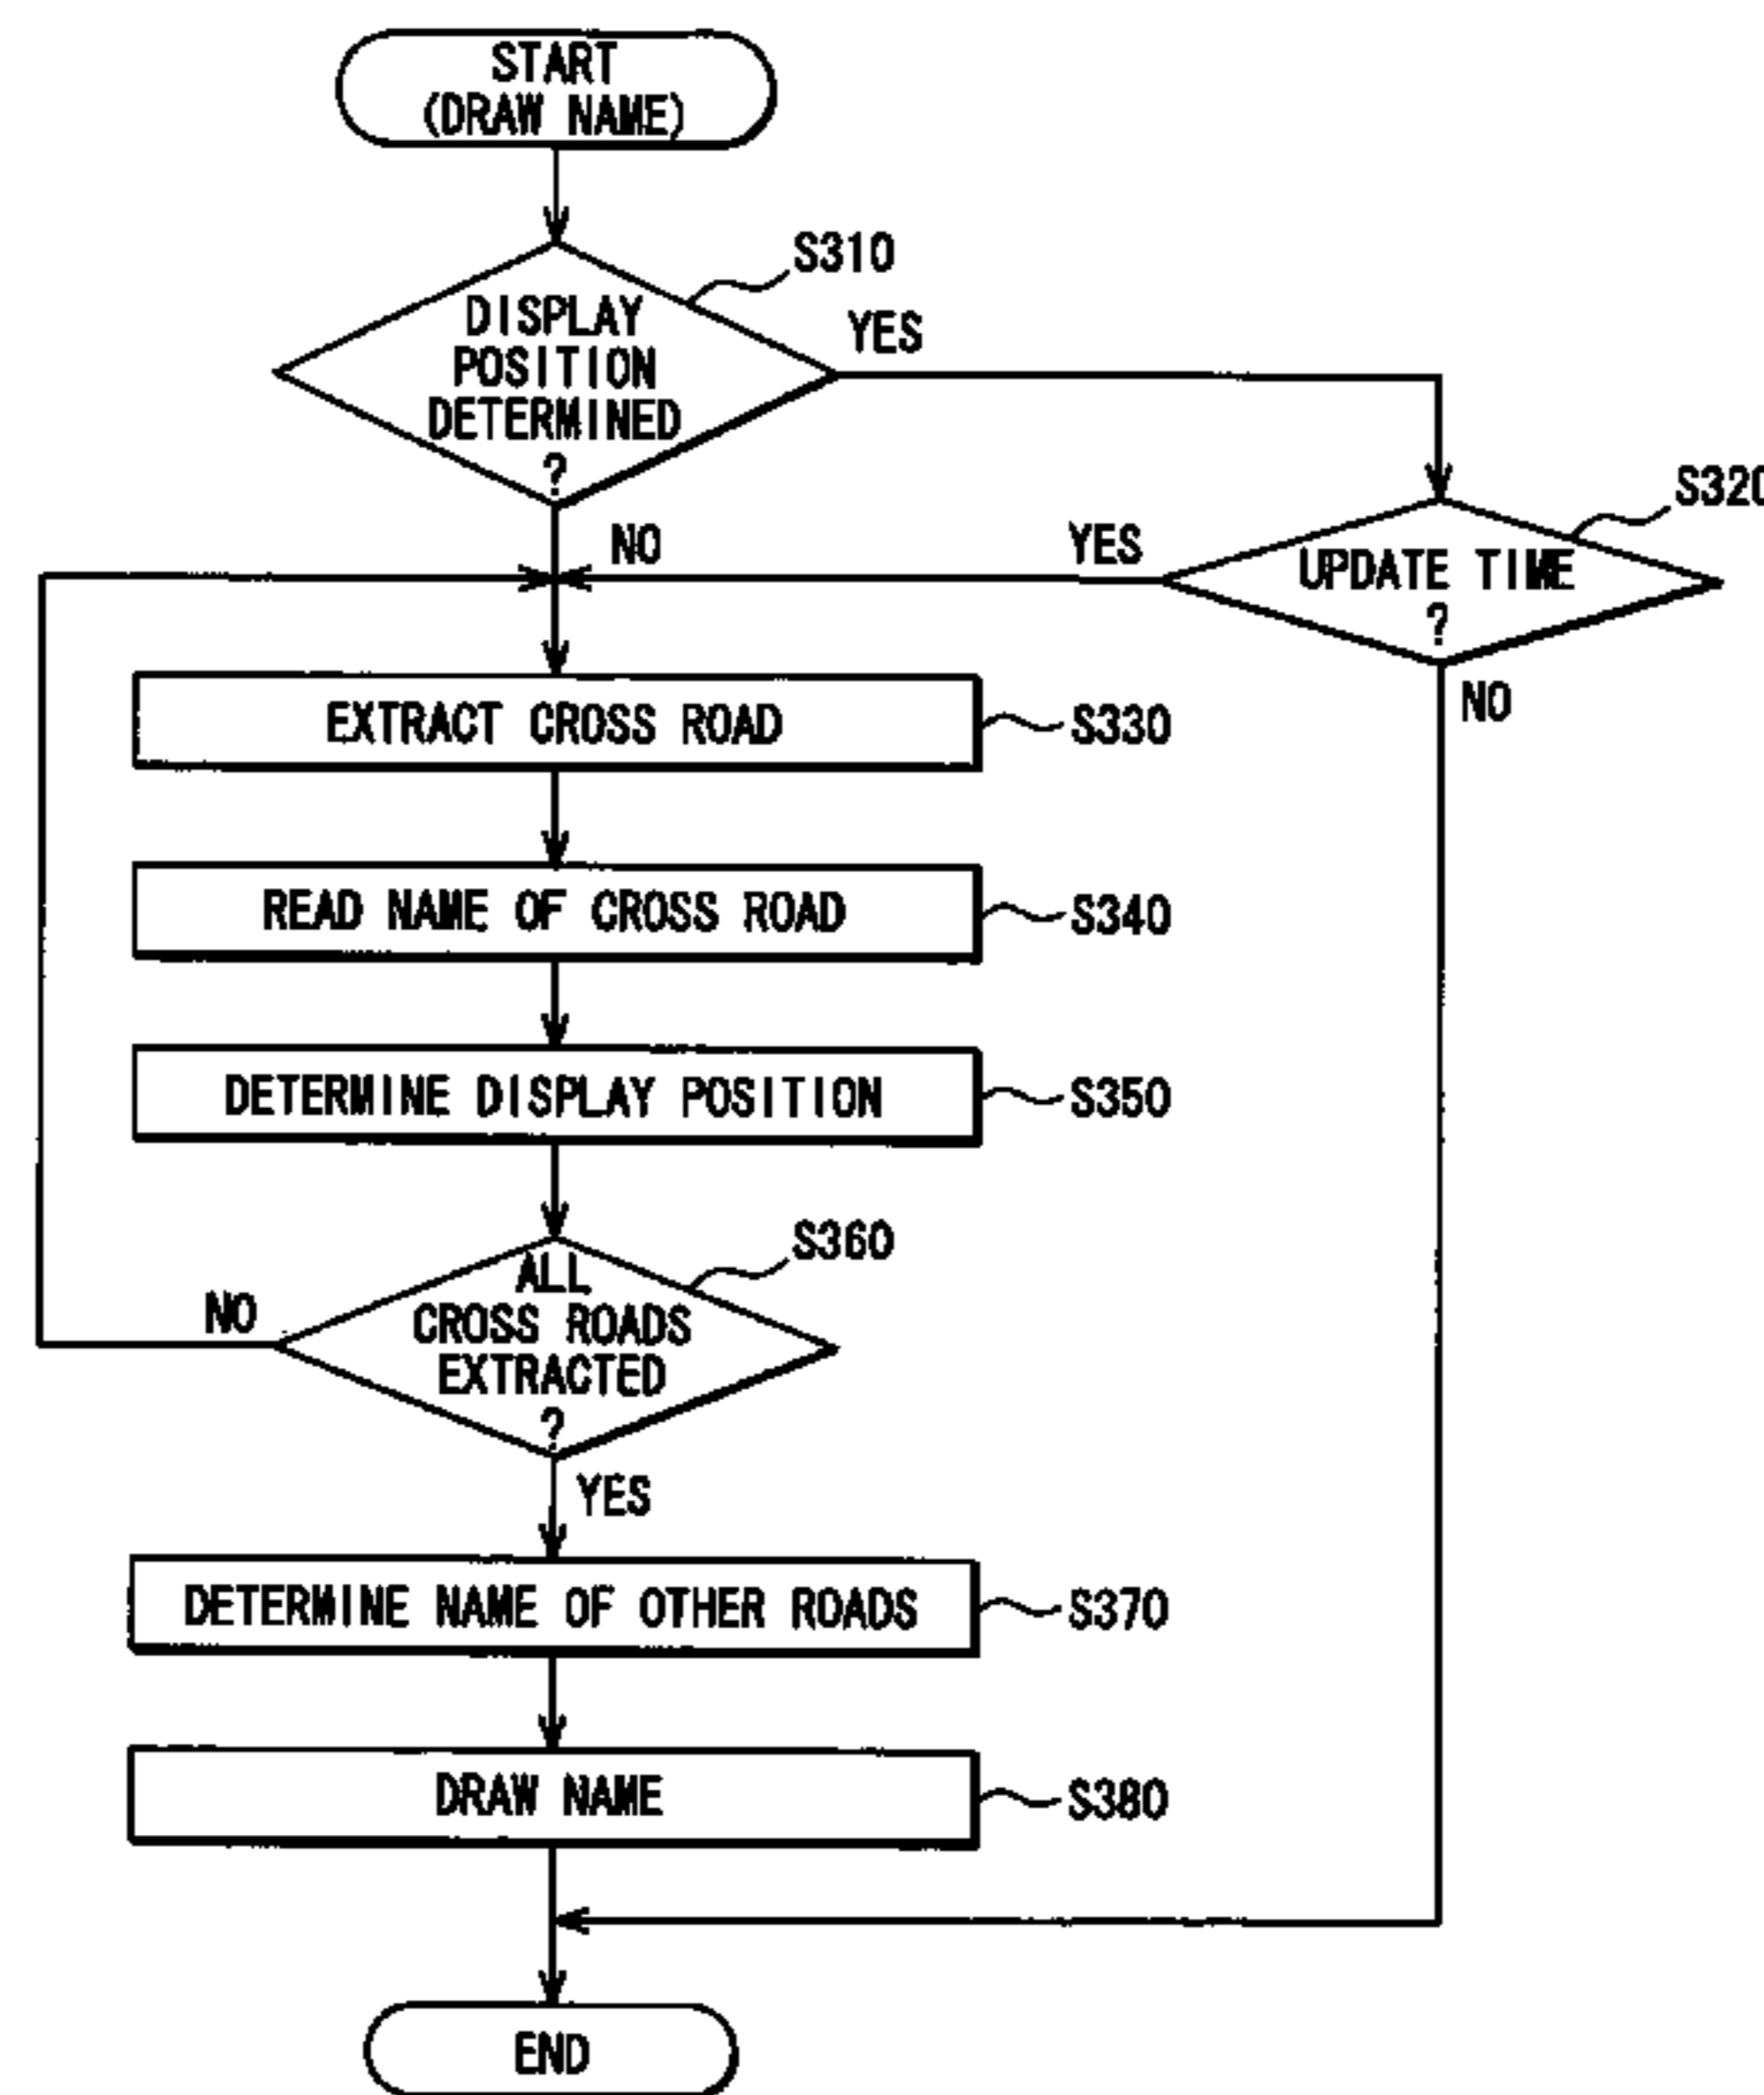 START
(DRAW NAME)
S310
DISPLAY
POSITION
DETERMINED
?
YES
NO
S320
UPDATE TIME
?
YES
NO
EXTRACT CROSS ROAD
S330
READ NAME OF CROSS ROAD
S340
DETERMINE DISPLAY POSITION
S350
S360
ALL
CROSS ROADS
EXTRACTED
?
NO
YES
DETERMINE NAME OF OTHER ROADS
S370
DRAW NAME
S380
END